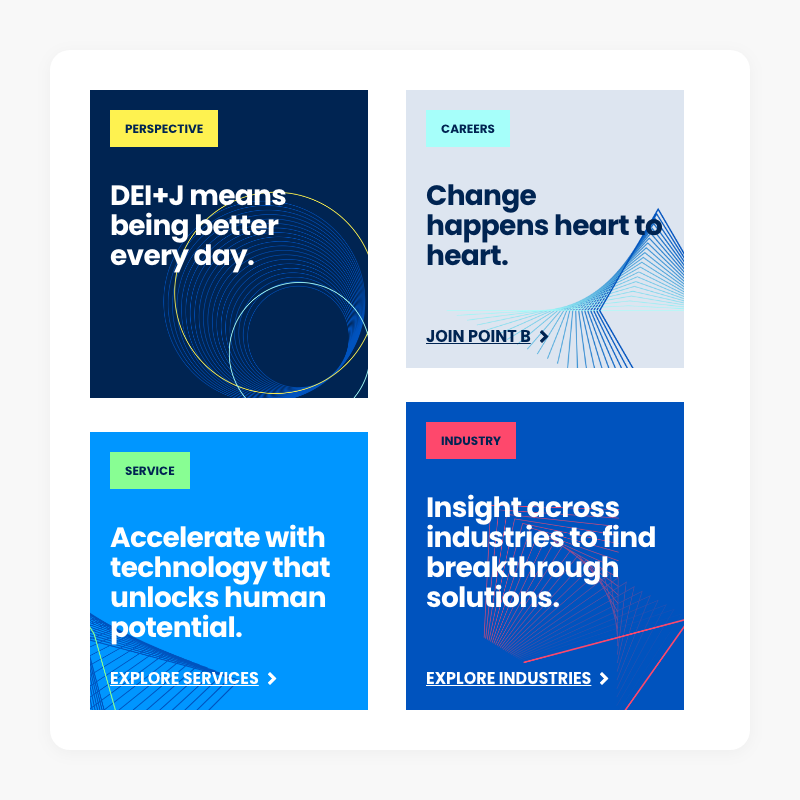 PERSPECTIVE
DEI+J means
being better
every day.
CAREERS
Change
happens heart to
heart.
JOIN POINT B
SERVICE
Accelerate with
technology that
unlocks human
potential.
EXPLORE SERVICES
INDUSTRY
Insight across
industries to find
breakthrough
solutions.
EXPLORE INDUSTRIES